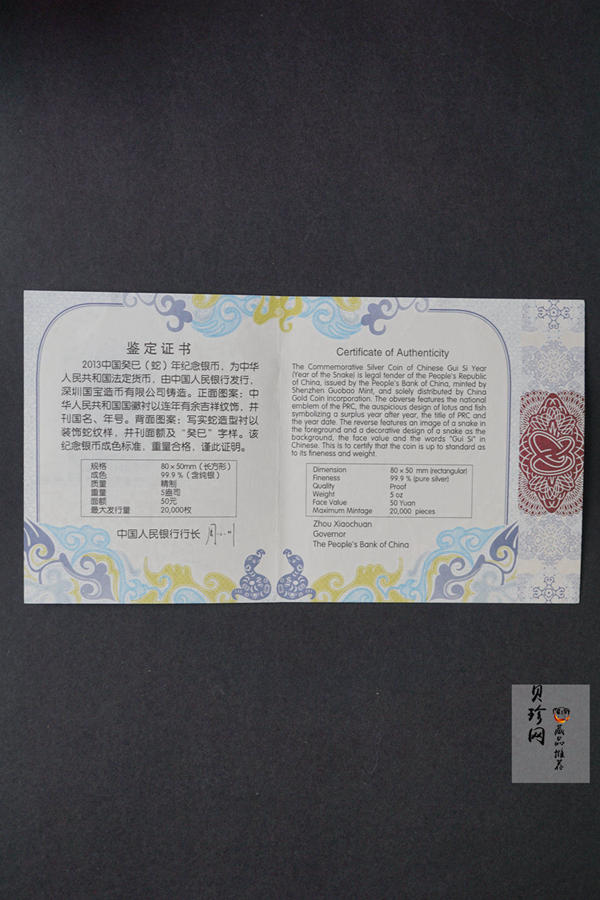 鉴定证书
2013中国癸巳（蛇）年纪念银币，为中华
人民共和国法定货币，由中国人民银行发行，
深圳国宝造币有限公司铸造。正面图案：中
华人民共和国国徽衬以连年有余吉祥纹饰，并
刊国名、年号。背面图案：写实蛇造型衬以
装饰蛇纹样，并刊面额及“癸巳”字样。该
纪念银币成色标准，重量合格，谨此证明。
规格 80×50mm（长方形）
成色 99.9％（含纯银）
质量 精制
重量 5盎司
面额 50元
最大发行量 20,000枚
中国人民银行行长
Certificate of Authenticity
The Commemorative Silver Coin of Chinese Gui Si Year
(Year of the Snake) is legal tender of the People's Republic
of China, issued by the People's Bank of China, minted by
Shenzhen Guobao Mint, and solely distributed by China
Gold Coin Incorporation. The obverse features the national
emblem of the PRC, the auspicious design of lotus and fish
symbolizing a surplus year after year, the title of PRC and
the year date. The reverse features an image of a snake in
the foreground and a decorative design of a snake as the
background, the face value and the words "Gui Si" in
Chinese. This is to certify that the coin is up to standard as
to its fineness and weight.
Dimension 80 × 50 mm (rectangular)
Fineness 99.9 % (pure silver)
Quality Proof
Weight 5 oz
Face Value 50 Yuan
Maximum Mintage 20,000 pieces
Zhou Xiaochuan
Governor
The People's Bank of China
贝珍网
藏品推荐